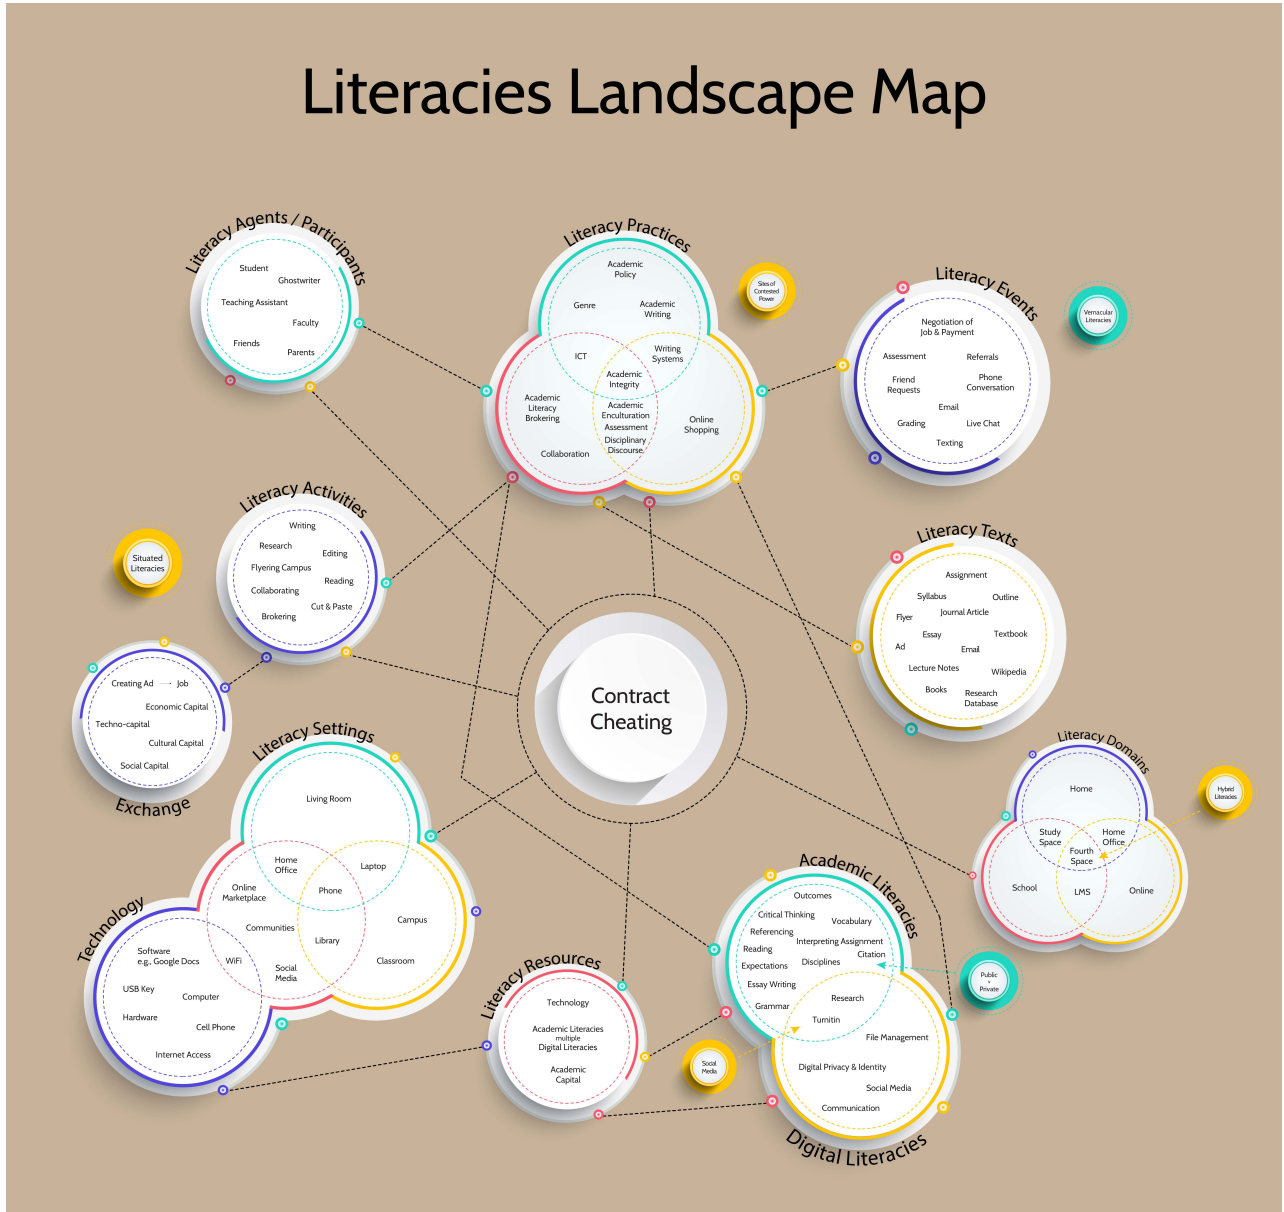 Literacies Landscape Map
Literacy Agents / Participants
Student
Ghostwriter
Teaching Assistant
Faculty
Friends
Parents
Literacy Practices
Academic
Policy
Genre
Academic
Writing
ICT
Writing
Systems
Academic
Integrity
Academic
Literacy
Brokering
Academic
Enculturation
Assessment
Disciplinary
Discourse
Online
Shopping
Collaboration
Sites of
Contested
Power
Literacy Events
Negotiation of
Job & Payment
Assessment
Referrals
Friend
Requests
Phone
Conversation
Email
Grading
Live Chat
Texting
Vernacular
Literacies
Literacy Activities
Writing
Research
Editing
Flyering Campus
Reading
Collaborating
Cut & Paste
Brokering
Situated
Literacies
Literacy Texts
Assignment
Syllabus
Outline
Journal Article
Flyer
Essay
Textbook
Ad
Email
Lecture Notes
Wikipedia
Books
Research
Database
Creating Ad → Job
Economic Capital
Techno-capital
Cultural Capital
Social Capital
Exchange
Contract
Cheating
Literacy Settings
Living Room
Home
Office
Laptop
Online
Marketplace
Phone
Communities
Campus
Library
Classroom
WiFi
Social
Media
Technology
Software
e.g., Google Docs
USB Key
Computer
Hardware
Cell Phone
Internet Access
Literacy Domains
Home
Study
Space
Home
Office
Fourth
Space
School
LMS
Online
Hybrid
Literacies
Literacy Resources
Technology
Academic Literacies
multiple
Digital Literacies
Academic
Capital
Academic Literacies
Outcomes
Critical Thinking
Vocabulary
Referencing
Interpreting Assignment
Reading
Citation
Expectations
Disciplines
Essay Writing
Research
Grammar
Turnitin
File Management
Digital Privacy & Identity
Social Media
Communication
Digital Literacies
Public
+
Private
Social
Media